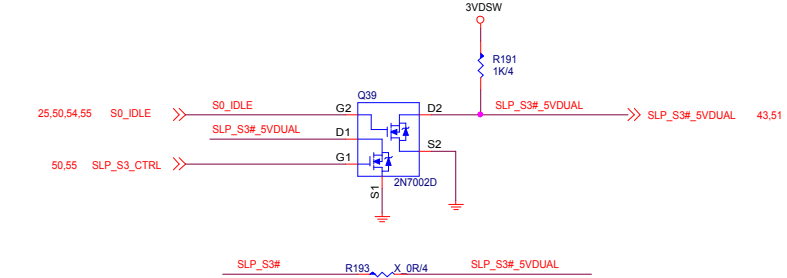 3VDSW
R191
1K/4
Q39
25,50,54,55 S0_IDLE S0_IDLE G2 D2 SLP_S3#_5VDUAL SLP_S3#_5VDUAL 43,51
SLP_S3#_5VDUAL D1
S2
50,55 SLP_S3_CTRL G1
2N7002D
S1
SLP_S3# R193 X_0R/4 SLP_S3#_5VDUAL